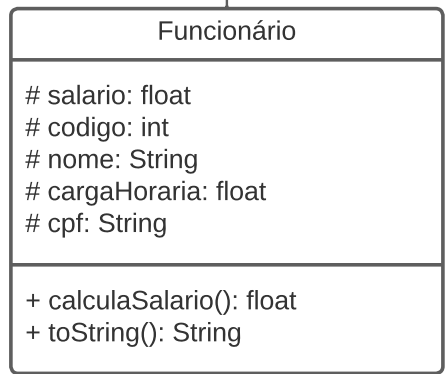 Funcionário
# salario: float
# codigo: int
# nome: String
# cargaHoraria: float
# cpf: String
+ calculaSalario(): float
+ toString(): String